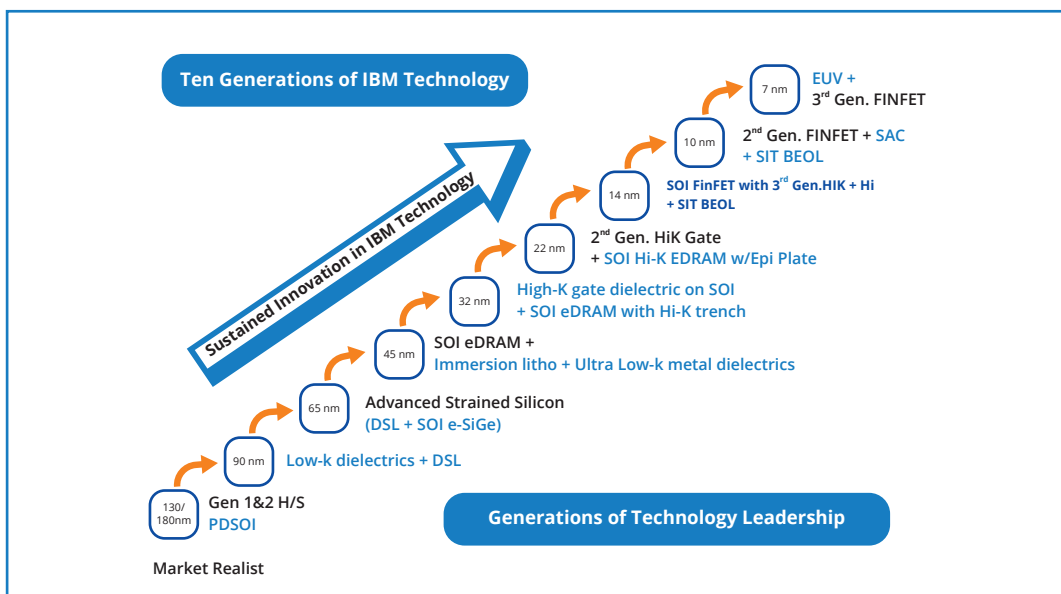 Ten Generations of IBM Technology
Sustained Innovation in IBM Technology
7 nm
EUV +
3rd Gen. FINFET
10 nm
2nd Gen. FINFET + SAC
+ SIT BEOL
14 nm
SOI FinFET with 3rd Gen.HIK + Hi
+ SIT BEOL
22 nm
2nd Gen. HiK Gate
+ SOI Hi-K EDRAM w/Epi Plate
32 nm
High-K gate dielectric on SOI
+ SOI eDRAM with Hi-K trench
45 nm
SOI eDRAM +
Immersion litho + Ultra Low-k metal dielectrics
65 nm
Advanced Strained Silicon
(DSL + SOI e-SiGe)
90 nm
Low-k dielectrics + DSL
130/
180nm
Gen 1&2 H/S
PDSOI
Generations of Technology Leadership
Market Realist